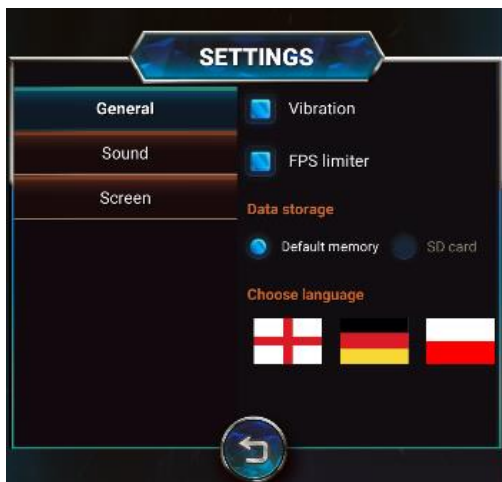 SETTINGS
General
Sound
Screen
Vibration
FPS limiter
Data storage
Default memory SD card
Choose language